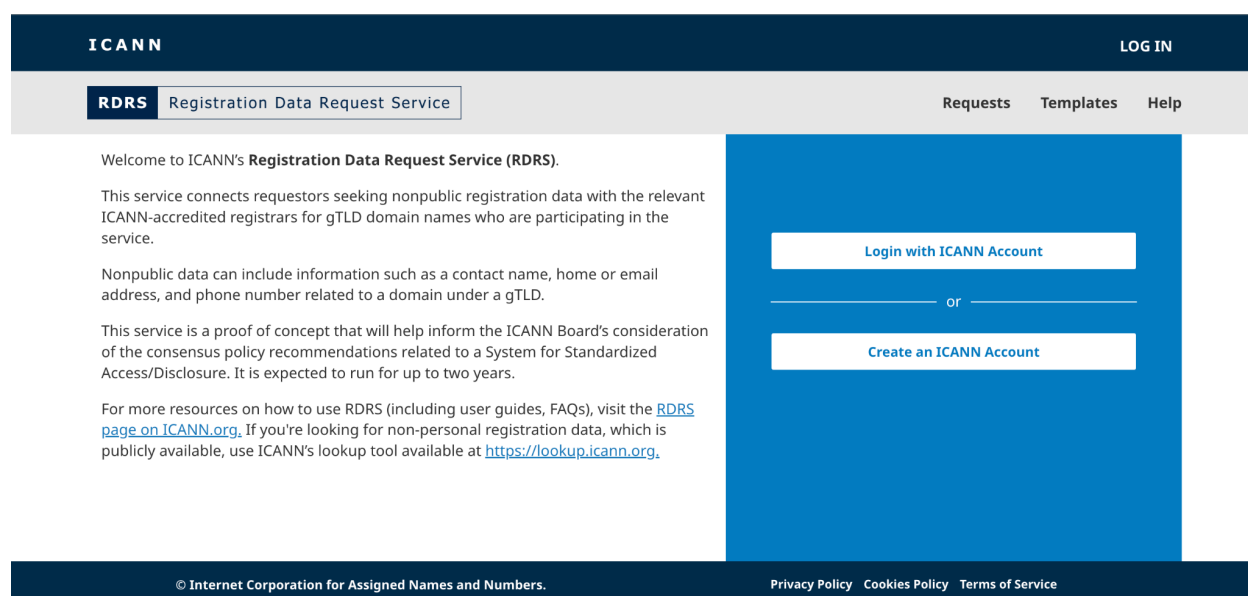 ICANN
LOG IN
RDRS Registration Data Request Service
Requests Templates Help
Welcome to ICANN’s Registration Data Request Service (RDRS).
This service connects requestors seeking nonpublic registration data with the relevant
ICANN-accredited registrars for gTLD domain names who are participating in the
service.
Nonpublic data can include information such as a contact name, home or email
address, and phone number related to a domain under a gTLD.
This service is a proof of concept that will help inform the ICANN Board’s consideration
of the consensus policy recommendations related to a System for Standardized
Access/Disclosure. It is expected to run for up to two years.
For more resources on how to use RDRS (including user guides, FAQs), visit the RDRS
page on ICANN.org. If you're looking for non-personal registration data, which is
publicly available, use ICANN’s lookup tool available at https://lookup.icann.org.
Login with ICANN Account
or
Create an ICANN Account
© Internet Corporation for Assigned Names and Numbers.
Privacy Policy Cookies Policy Terms of Service